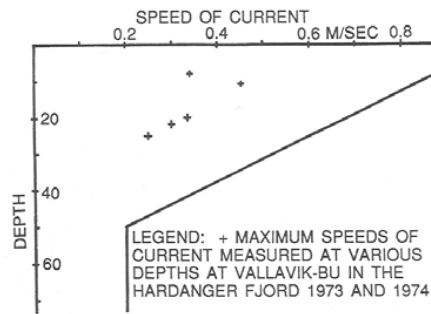 SPEED OF CURRENT
0.2 0.4 0.6 M/SEC 0.8
20
40
60
DEPTH
LEGEND: + MAXIMUM SPEEDS OF
CURRENT MEASURED AT VARIOUS
DEPTHS AT VALLAVIK-BU IN THE
HARDANGER FJORD 1973 AND 1974